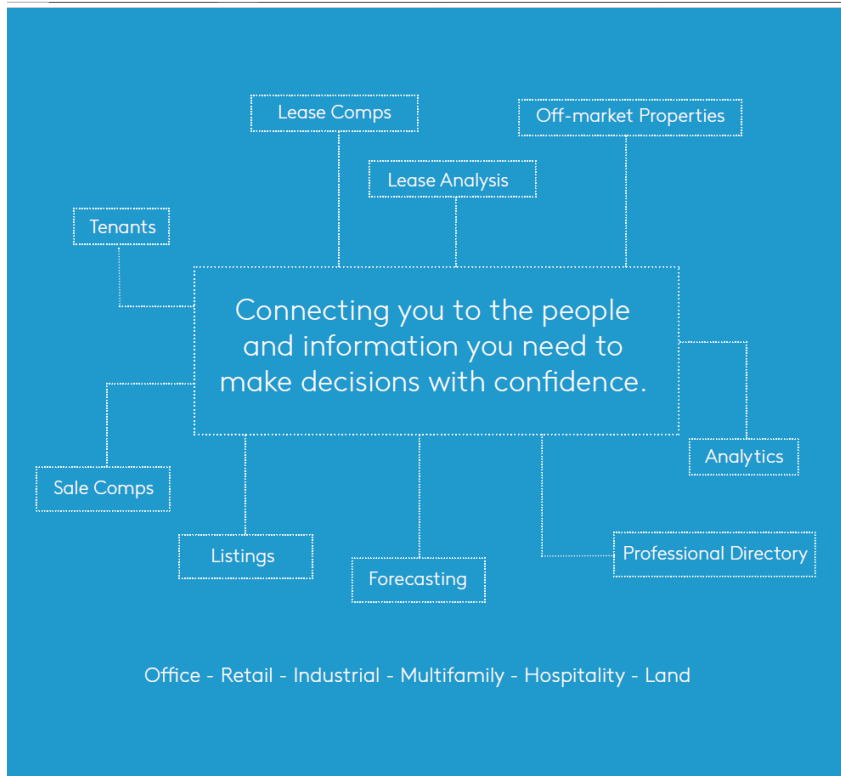 Lease Comps
Off-market Properties
Lease Analysis
Tenants
Connecting you to the people
and information you need to
make decisions with confidence.
Analytics
Sale Comps
Listings
Professional Directory
Forecasting
Office - Retail - Industrial - Multifamily - Hospitality - Land